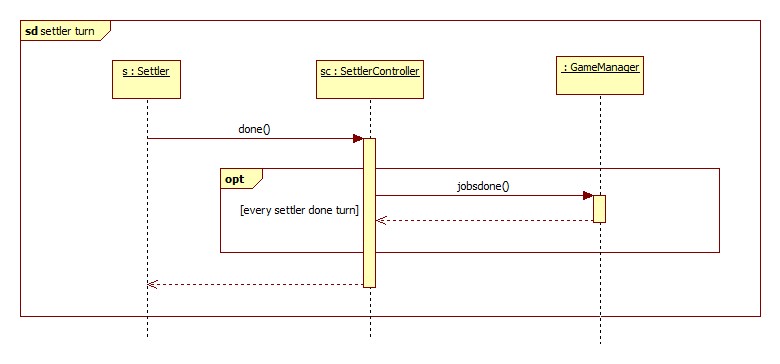 sd settler turn
s : Settler
sc : SettlerController
: GameManager
done()
opt
jobsdone()
[every settler done turn]